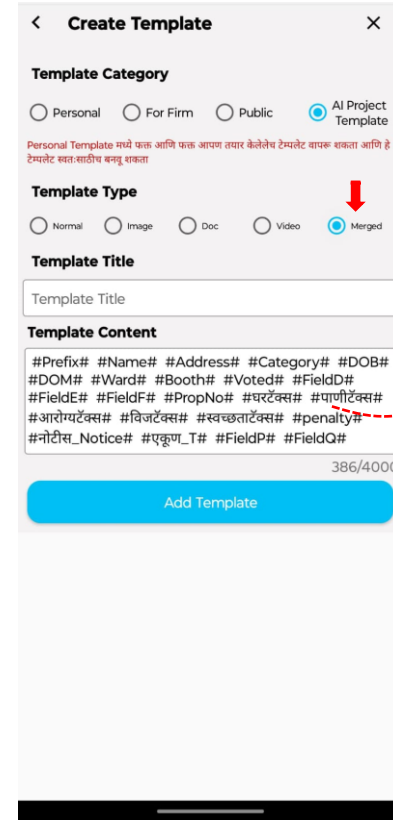 Create Template
Template Category
Personal For Firm Public AI Project Template
Personal Template मध्ये फक्त आणि फक्त आपण तयार केलेलेच टेम्पलेट वापरू शकता आणि हे
टेम्पलेट स्वतःसाठीच बनवू शकता
Template Type
Normal Image Doc Video Merged
Template Title
Template Title
Template Content
#Prefix# #Name# #Address# #Category# #DOB#
#DOM# #Ward# #Booth# #Voted# #FieldD#
#FieldE# #FieldF# #PropNo# #घरटॅक्स# #पाणीटॅक्स#
#आरोग्यटॅक्स# #विजटॅक्स# #स्वच्छताटॅक्स# #penalty#
#नोटीस_Notice# #एकूण_T# #FieldP# #FieldQ#
386/4000
Add Template